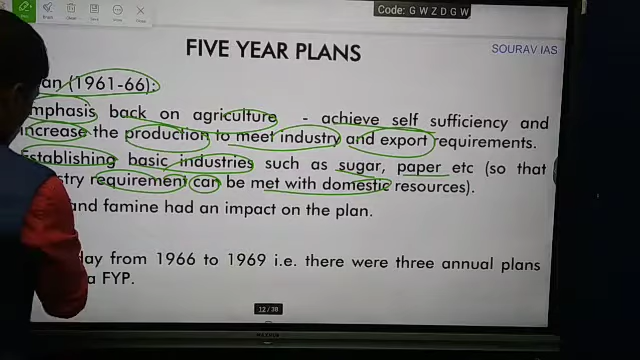 Code: G W Z D G W
FIVE YEAR PLANS
SOURAV IAS
an (1961-66):
mphasis back on agriculture - achieve self sufficiency and
increase the production to meet industry and export requirements.
Establishing basic industries such as sugar, paper etc (so that
stry requirement can be met with domestic resources).
and famine had an impact on the plan.
day from 1966 to 1969 i.e. there were three annual plans
a FYP.
12/38